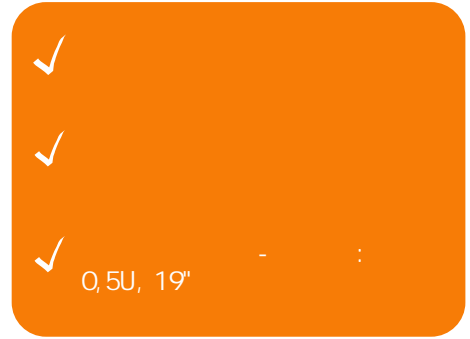 ✓
✓
✓ - :
0,5U, 19"